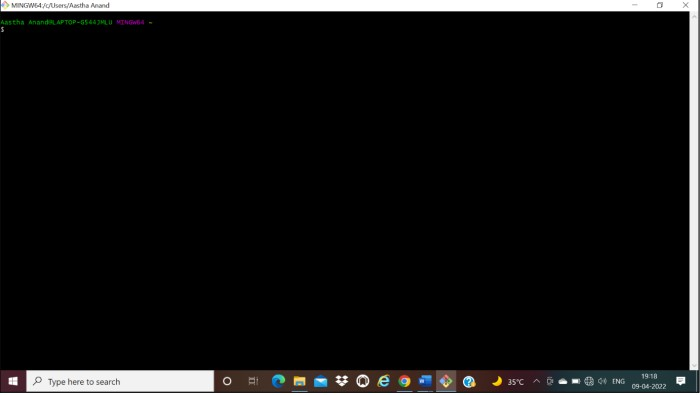 MINGW64:/c/Users/Aastha Anand
Aastha Anand@LAPTOP-G544JMLU MINGW64 ~
$
Type here to search
35°C
ENG
19:18
09-04-2022